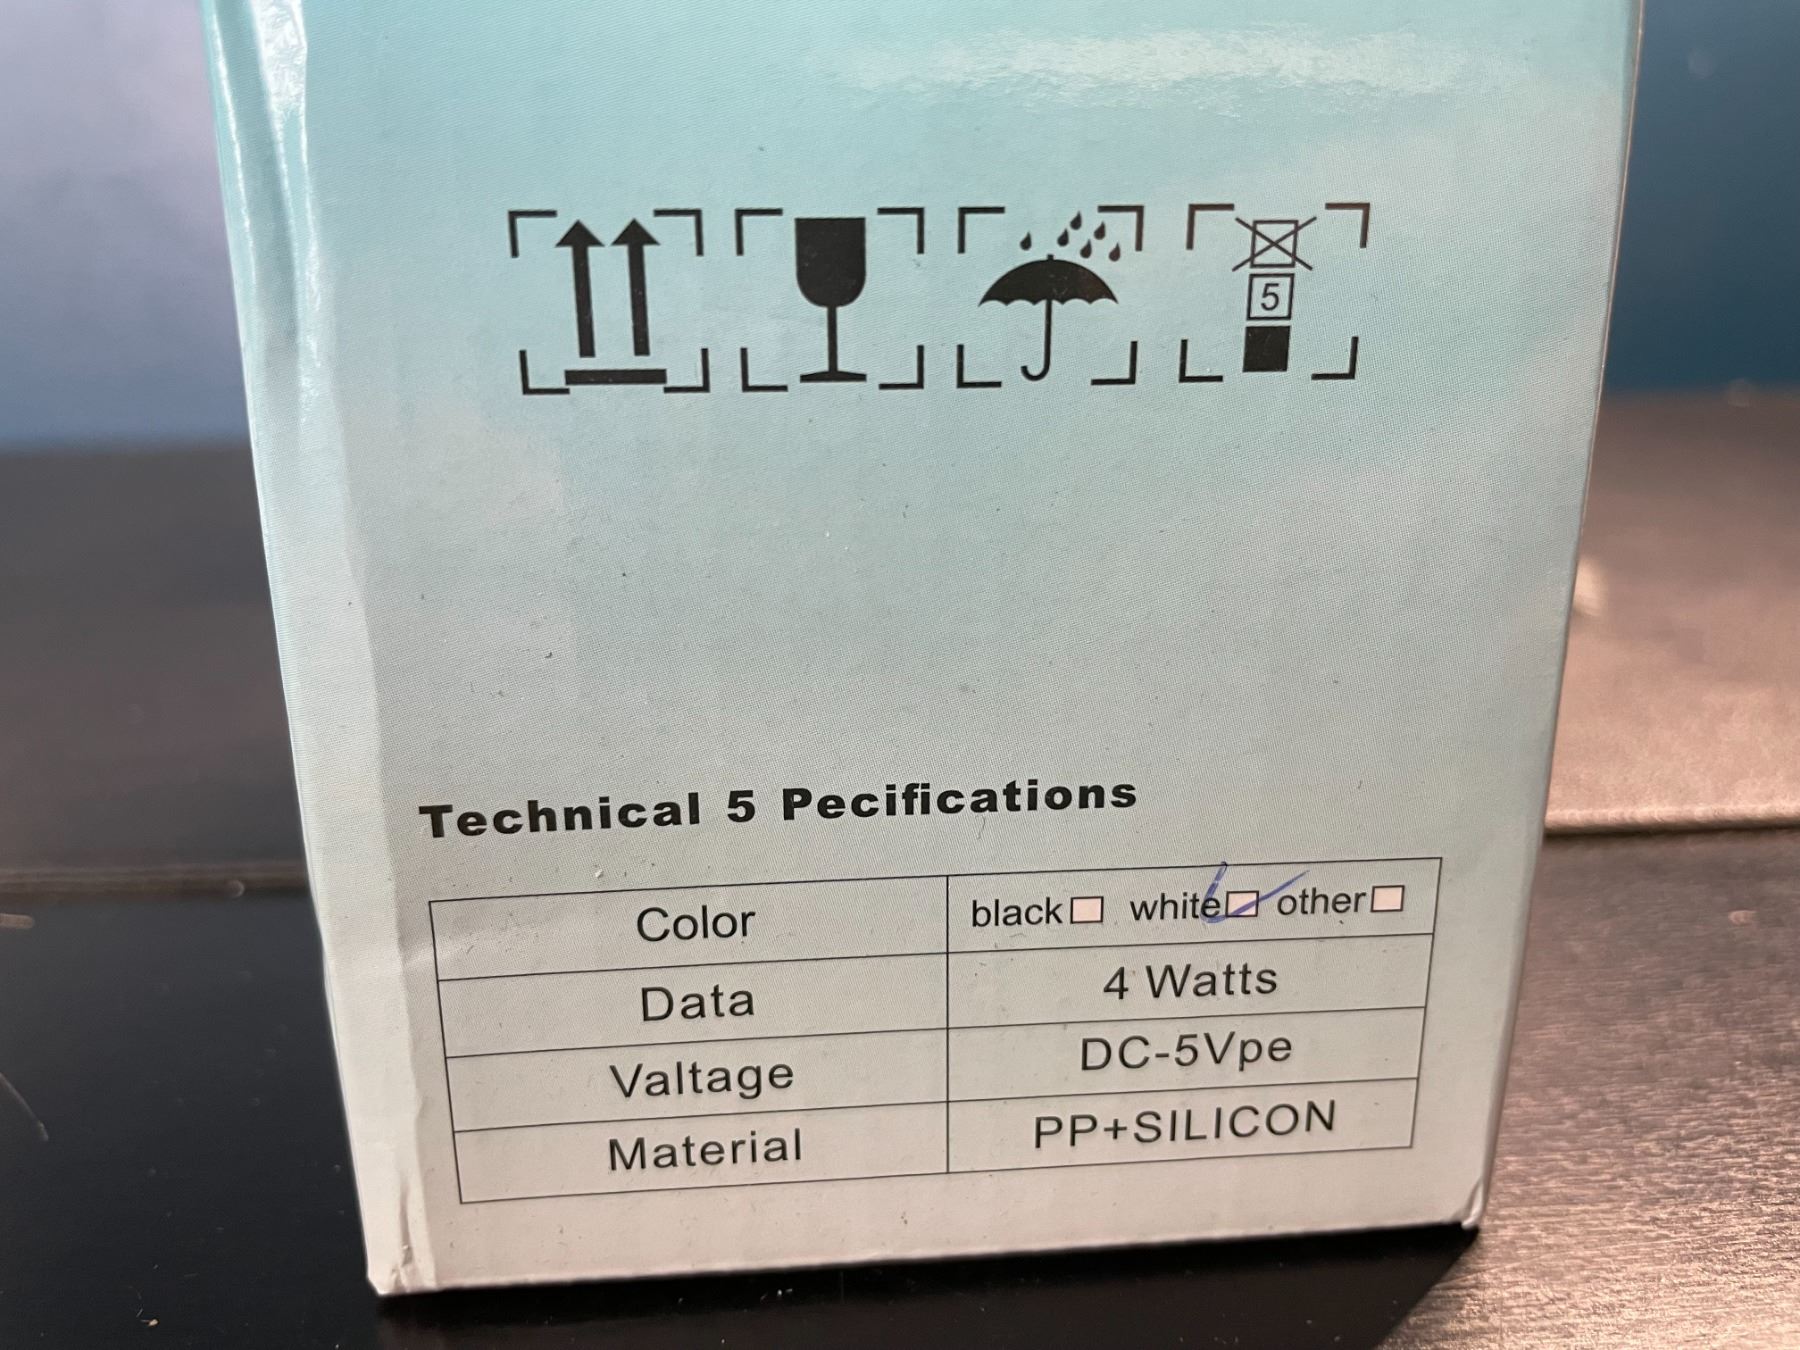 5
Technical 5 Pecifications
Color black white other
Data 4 Watts
Valtage DC-5Vpe
Material PP+SILICON